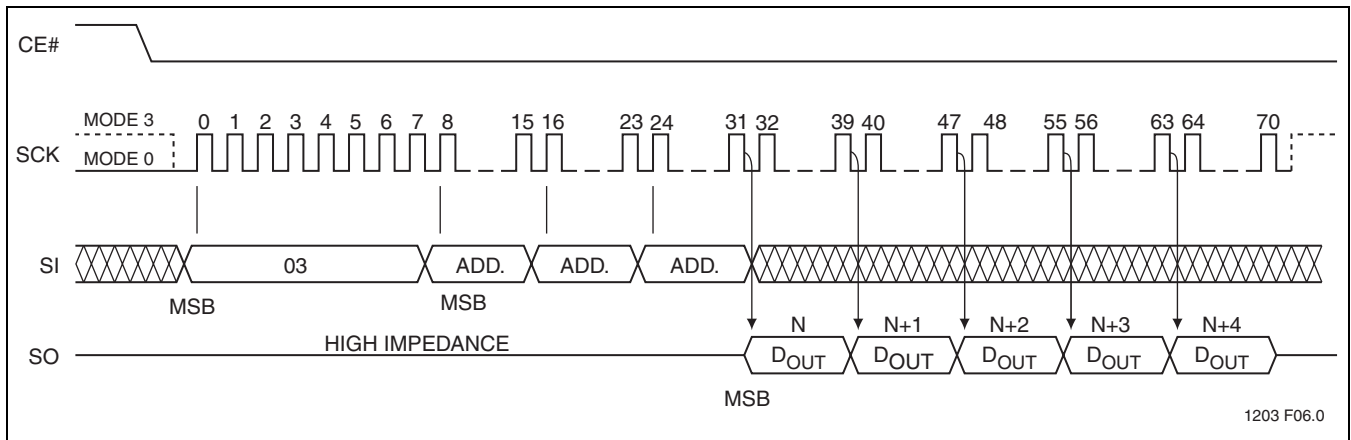 CE#
MODE 3
0 1 2 3 4 5 6 7 8 15 16 23 24 31 32 39 40 47 48 55 56 63 64 70
SCK
MODE 0
SI
03 ADD. ADD. ADD.
MSB MSB
N N+1 N+2 N+3 N+4
HIGH IMPEDANCE
SO
DOUT DOUT DOUT DOUT DOUT
MSB
1203 F06.0